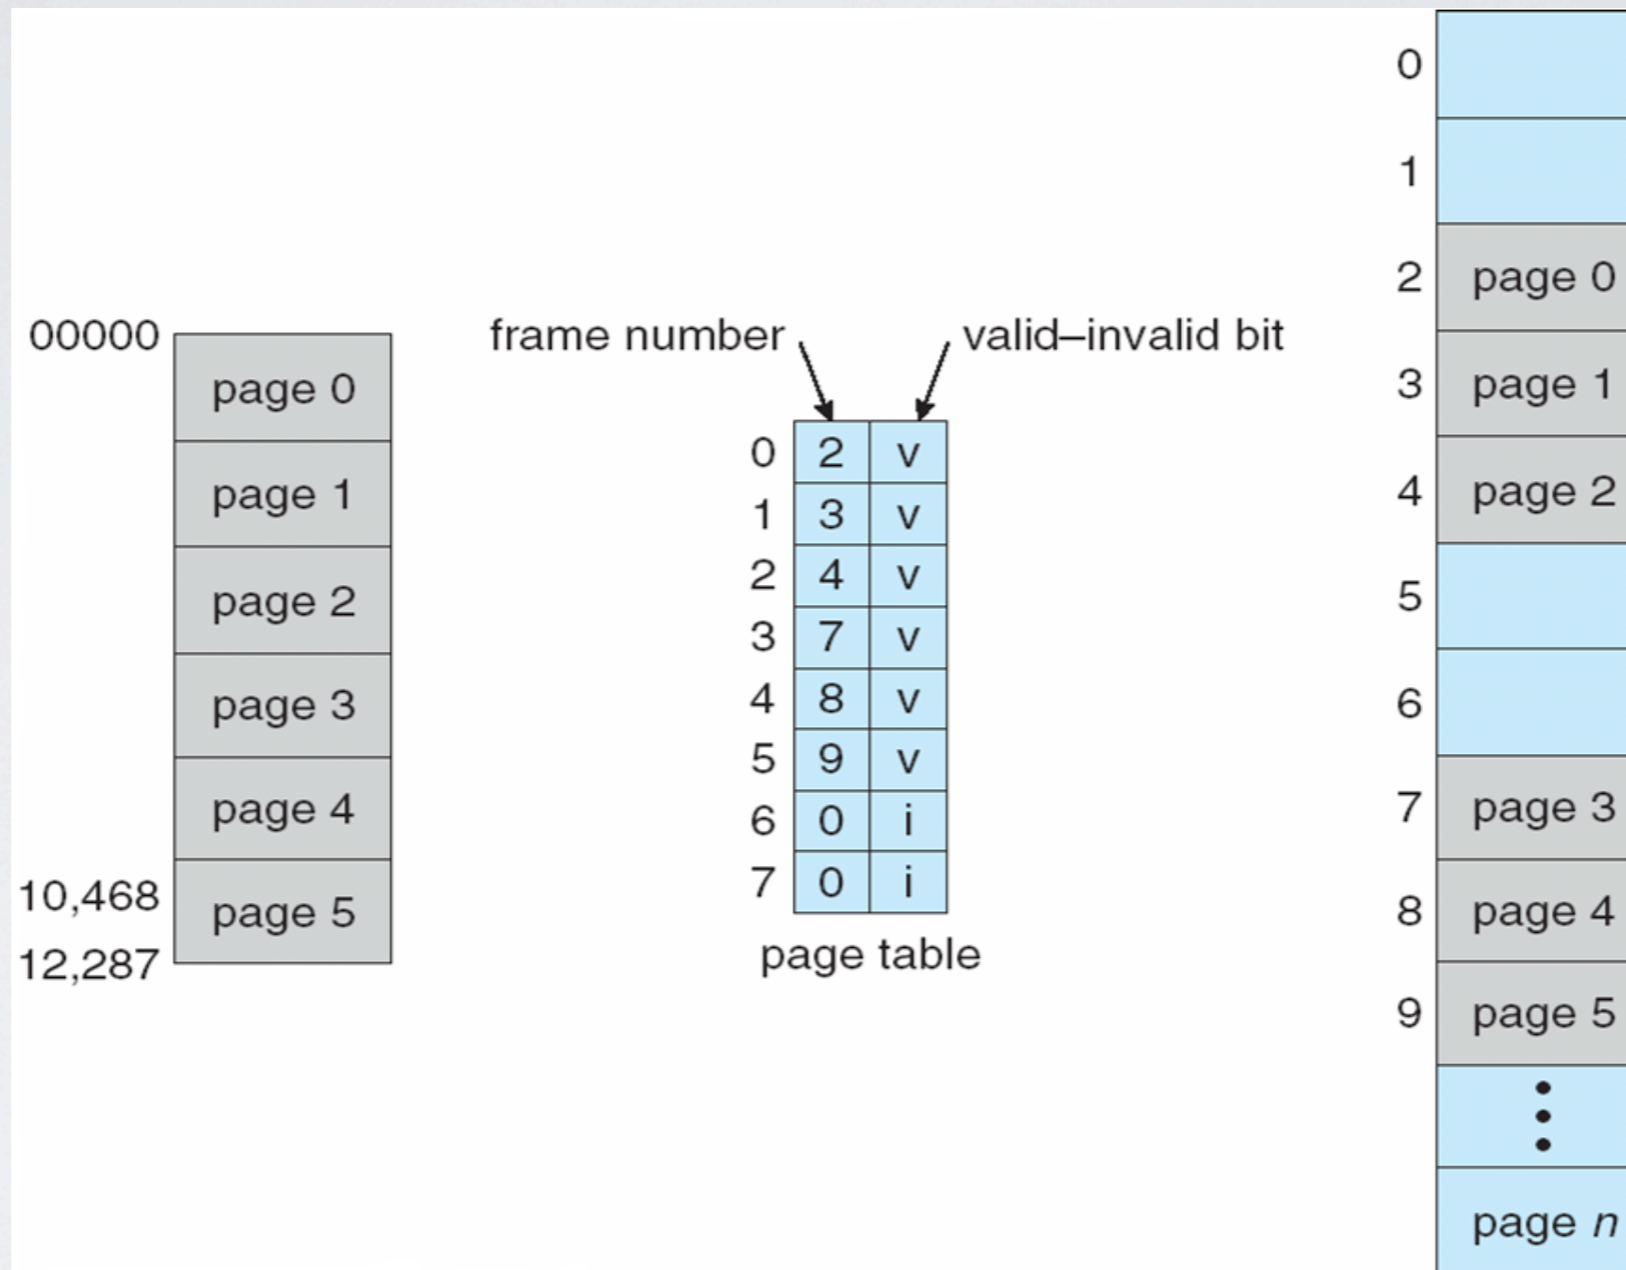 00000
page 0
page 1
page 2
page 3
page 4
10,468
page 5
12,287
frame number
valid–invalid bit
0 2 v
1 3 v
2 4 v
3 7 v
4 8 v
5 9 v
6 0 i
7 0 i
page table
0
1
2 page 0
3 page 1
4 page 2
5
6
7 page 3
8 page 4
9 page 5
page n